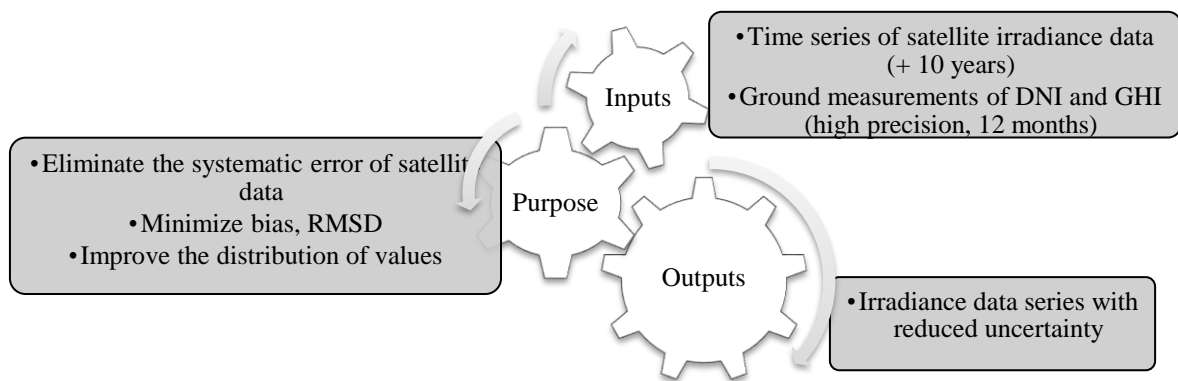 •Time series of satellite irradiance data
(+ 10 years)
•Ground measurements of DNI and GHI
(high precision, 12 months)
Inputs
•Eliminate the systematic error of satellite
data
•Minimize bias, RMSD
•Improve the distribution of values
Purpose
Outputs
•Irradiance data series with
reduced uncertainty